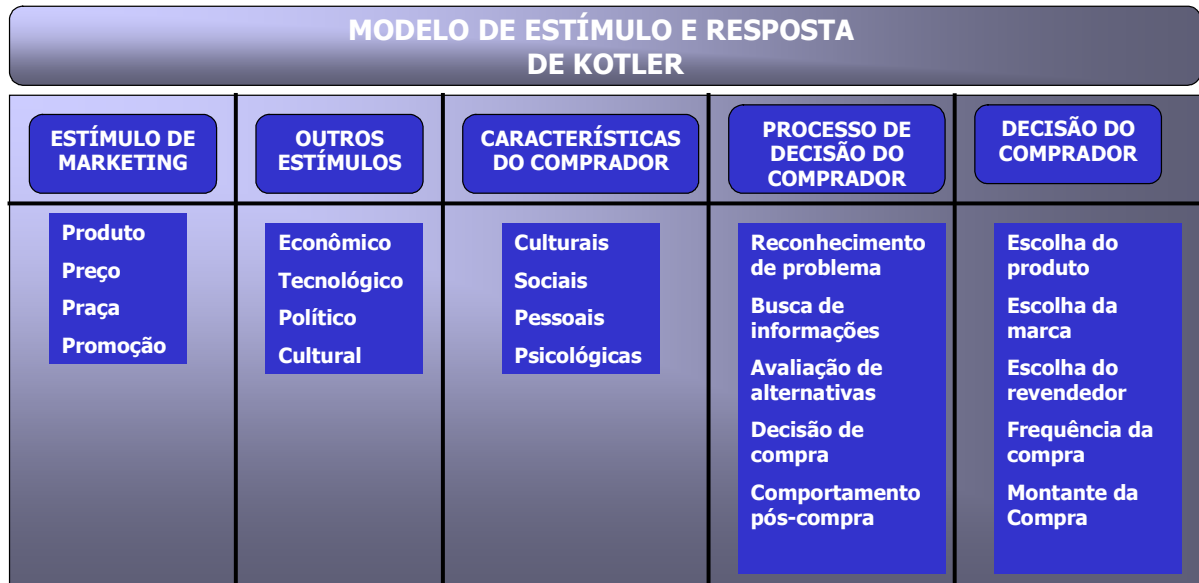 MODELO DE ESTÍMULO E RESPOSTA
DE KOTLER
ESTÍMULO DE
MARKETING
OUTROS
ESTÍMULOS
CARACTERÍSTICAS
DO COMPRADOR
PROCESSO DE
DECISÃO DO
COMPRADOR
DECISÃO DO
COMPRADOR
Produto
Preço
Praça
Promoção
Econômico
Tecnológico
Político
Cultural
Culturais
Sociais
Pessoais
Psicológicas
Reconhecimento
de problema
Busca de
informações
Avaliação de
alternativas
Decisão de
compra
Comportamento
pós-compra
Escolha do
produto
Escolha da
marca
Escolha do
revendedor
Frequência da
compra
Montante da
Compra